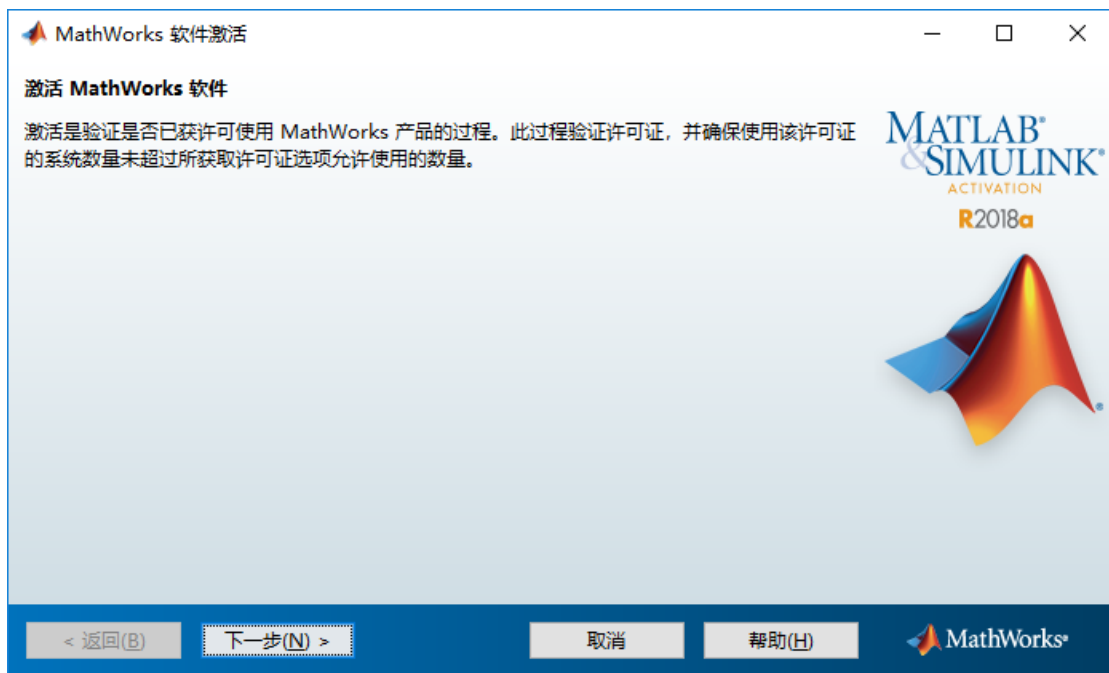 MathWorks 软件激活
激活 MathWorks 软件
激活是验证是否已获许可使用 MathWorks 产品的过程。此过程验证许可证，并确保使用该许可证
的系统数量未超过所获取许可证选项允许使用的数量。
MATLAB®
&SIMULINK®
ACTIVATION
R2018a
®
< 返回(B)
下一步(N) >
取消
帮助(H)
MathWorks®